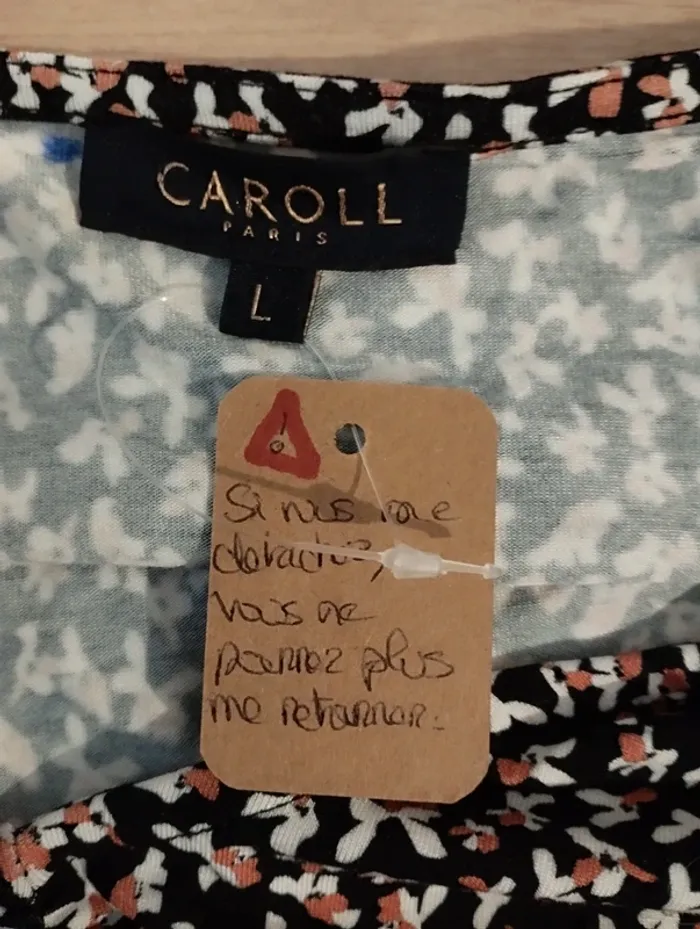 CAROLL
PARIS
L
!
Si vous me
détachez,
vous ne
pourrez plus
me retourner.